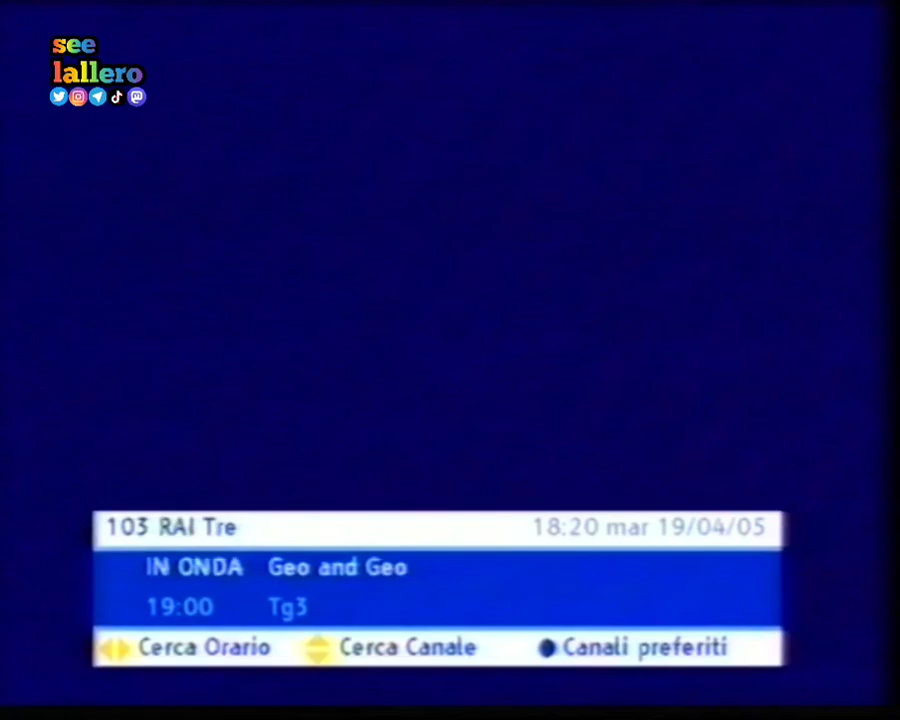 see
lallero
103 RAI Tre 18:20 mar 19/04/05
IN ONDA Geo and Geo
19:00 Tg3
Cerca Orario Cerca Canale Canali preferiti